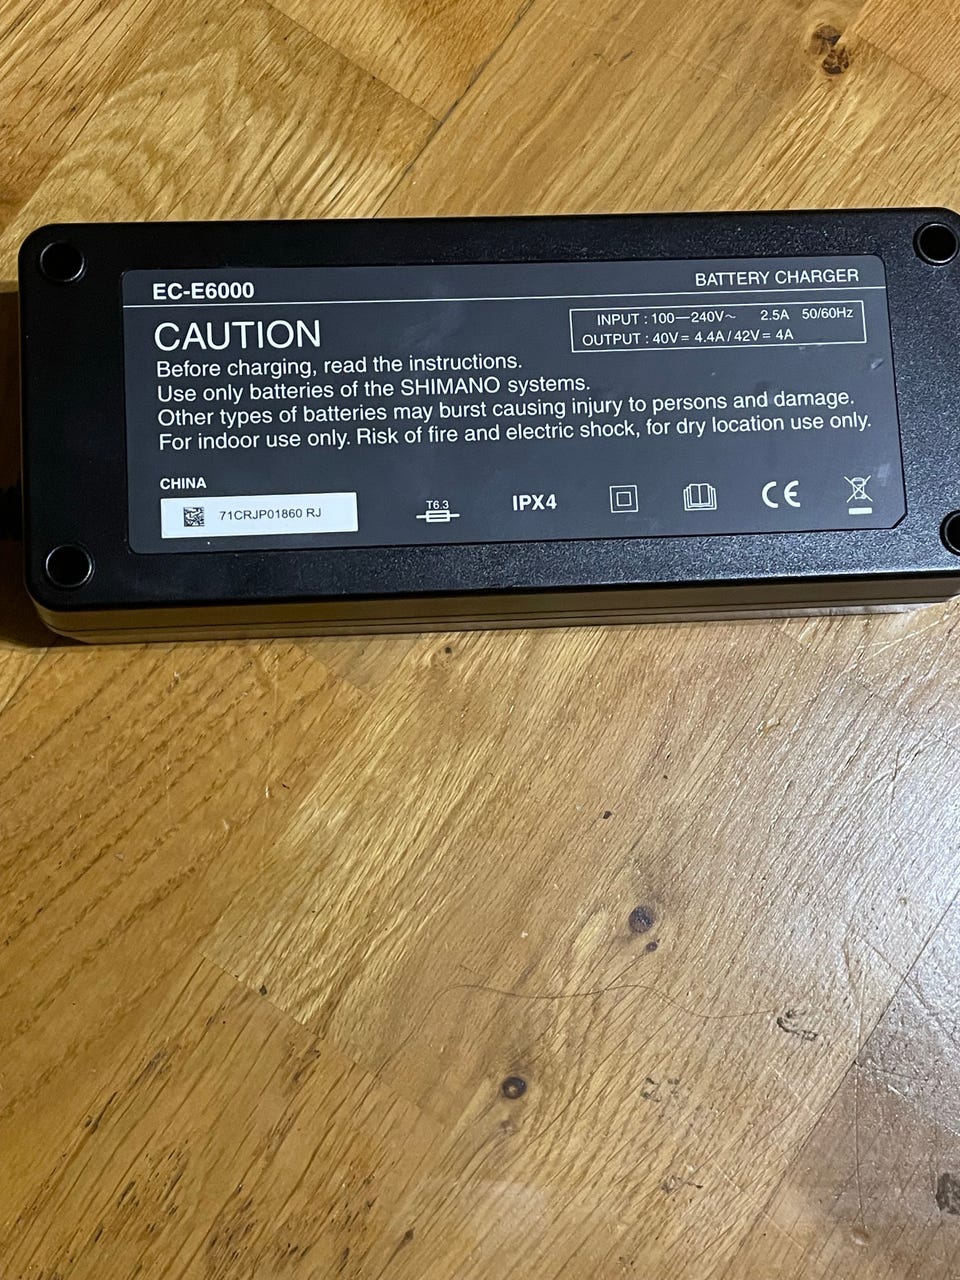 EC-E6000
BATTERY CHARGER
CAUTION
INPUT : 100—240V～ 2.5A 50/60Hz
OUTPUT : 40V⎓ 4.4A / 42V⎓ 4A
Before charging, read the instructions.
Use only batteries of the SHIMANO systems.
Other types of batteries may burst causing injury to persons and damage.
For indoor use only. Risk of fire and electric shock, for dry location use only.
CHINA
71CRJP01860 RJ
T6.3
IPX4
CE